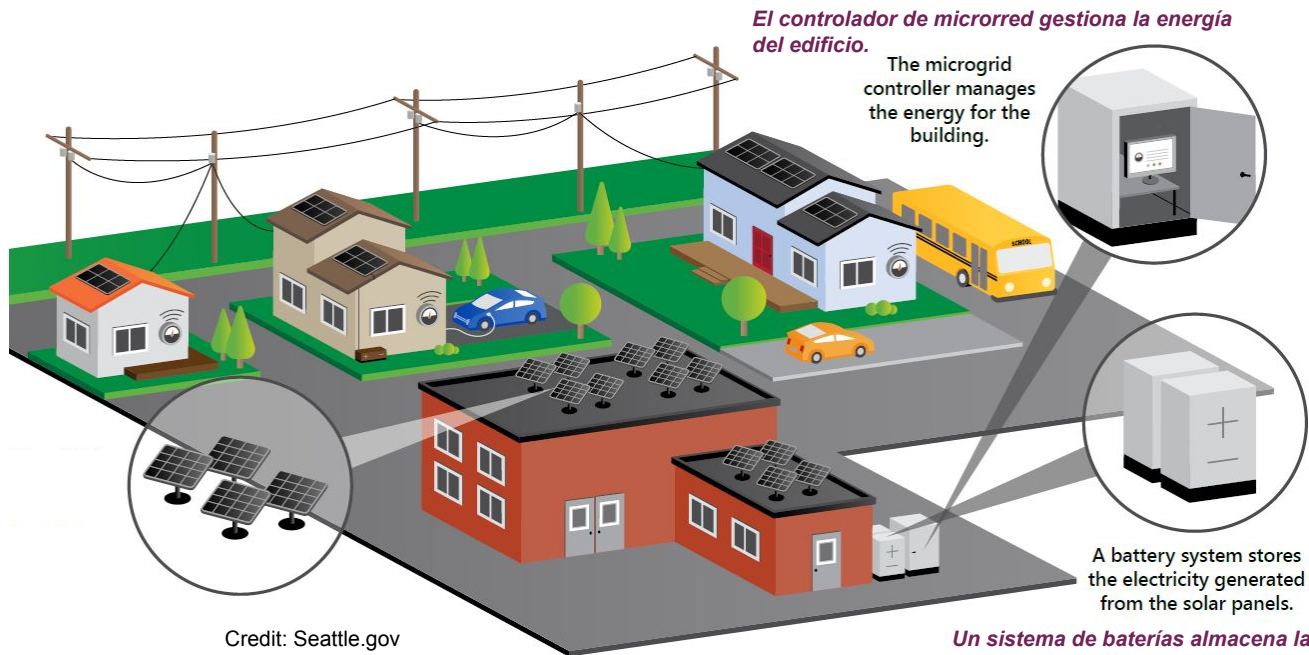 El controlador de microrred gestiona la energía
del edificio.
The microgrid
controller manages
the energy for the
building.
SCHOOL
A battery system stores
the electricity generated
from the solar panels.
Credit: Seattle.gov
Un sistema de baterías almacena la